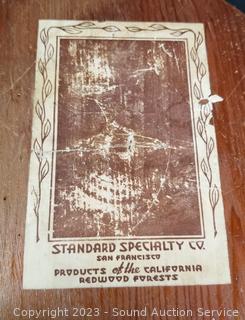 STANDARD SPECIALTY CO.
SAN FRANCISCO
PRODUCTS of the CALIFORNIA
REDWOOD FORESTS
Copyright © 2023 - Sound Auction Service